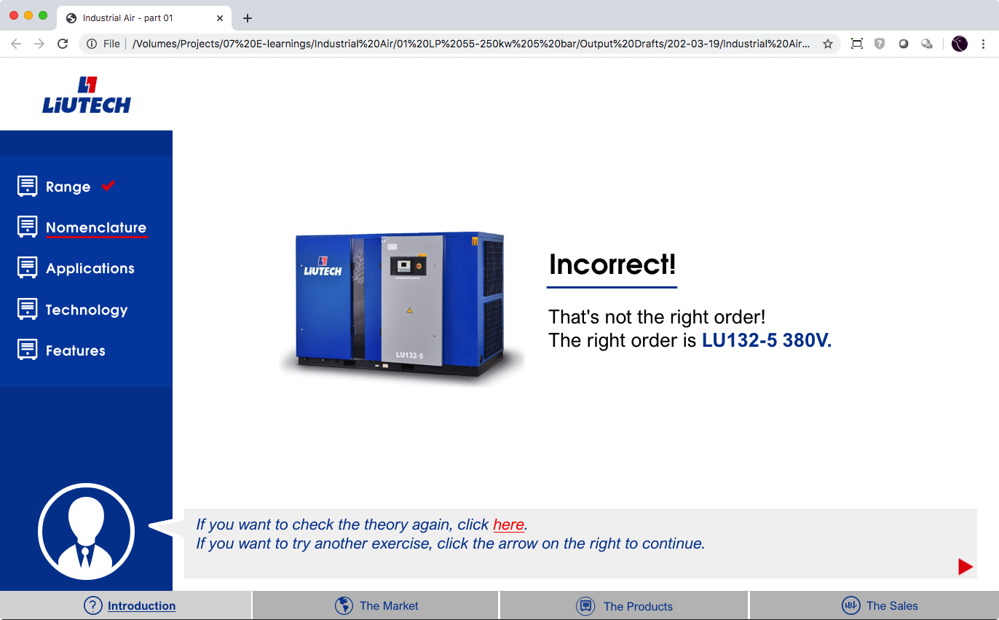 Industrial Air - part 01
File
/Volumes/Projects/07%20E-learnings/Industrial%20Air/01%20LP%2055-250kw%205%20bar/Output%20Drafts/202-03-19/Industrial%20Air...
LiUTECH
Range
Nomenclature
Applications
Technology
Features
LiUTECH
LU132-5
Incorrect!
That's not the right order!
The right order is LU132-5 380V.
If you want to check the theory again, click here.
If you want to try another exercise, click the arrow on the right to continue.
Introduction
The Market
The Products
The Sales